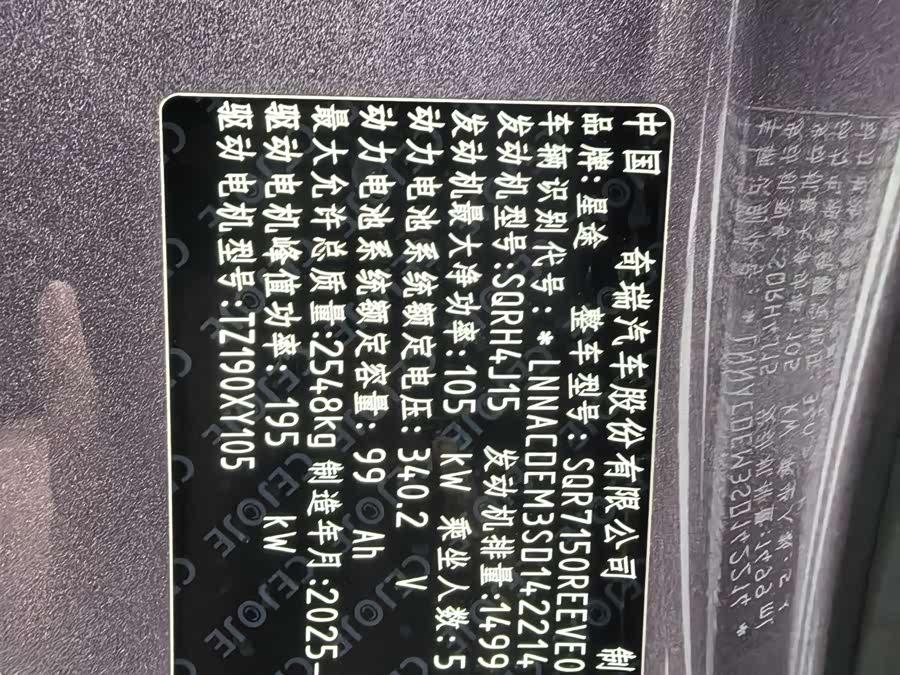 中国 奇瑞汽车股份有限公司 制
品牌:星途 整车型号:SQR7150REEVE0
车辆识别代号:*LNNACDEM3SD142214
发动机型号:SQRH4J15 发动机排量:1499
发动机最大净功率:105 kW 乘坐人数:5
动力电池系统额定电压:340.2 V
动力电池系统额定容量:99 Ah
最大允许总质量:2548kg 制造年月:2025-
驱动电机峰值功率:195 kW
驱动电机型号:TZ190XY105